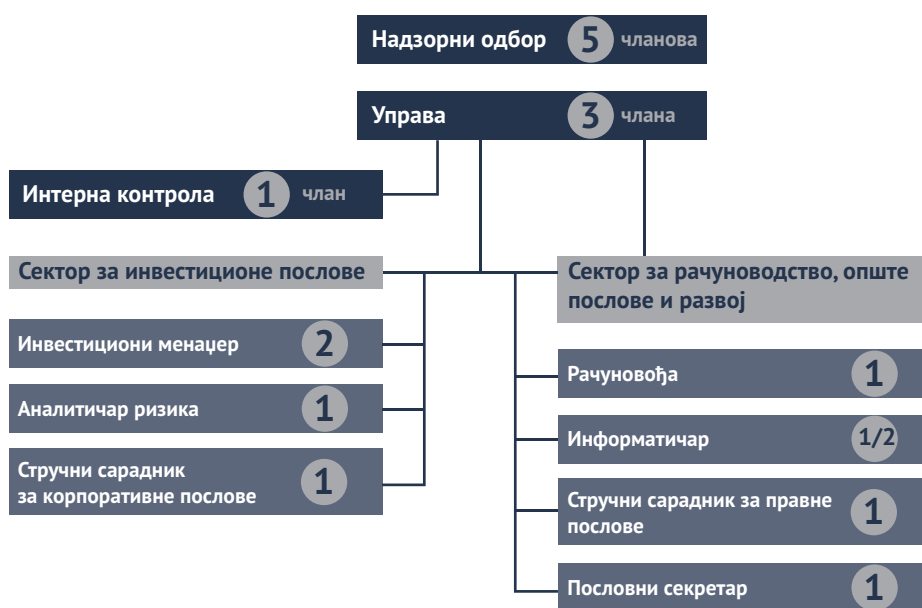 Надзорни одбор 5 чланова
Управа 3 члана
Интерна контрола 1 члан
Сектор за инвестиционе послове
Инвестициони менаџер 2
Аналитичар ризика 1
Стручни сарадник
за корпоративне послове 1
Сектор за рачуноводство, опште
послове и развој
Рачуновођа 1
Информатичар 1/2
Стручни сарадник за правне
послове 1
Пословни секретар 1